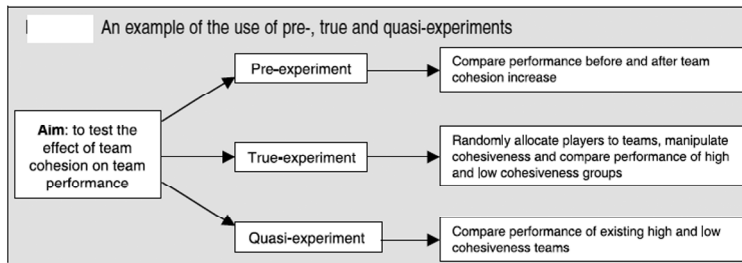 An example of the use of pre-, true and quasi-experiments
Pre-experiment
Compare performance before and after team
cohesion increase
Aim: to test the
effect of team
cohesion on team
performance
True-experiment
Randomly allocate players to teams, manipulate
cohesiveness and compare performance of high
and low cohesiveness groups
Quasi-experiment
Compare performance of existing high and low
cohesiveness teams